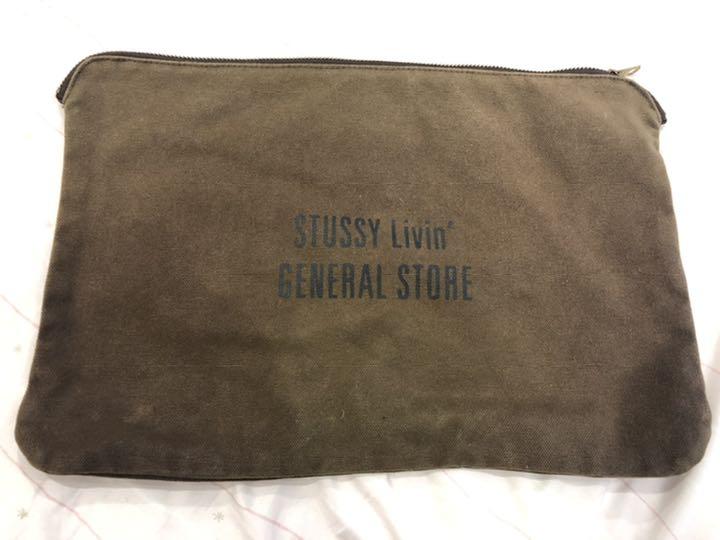 STUSSY Livin'
GENERAL STORE